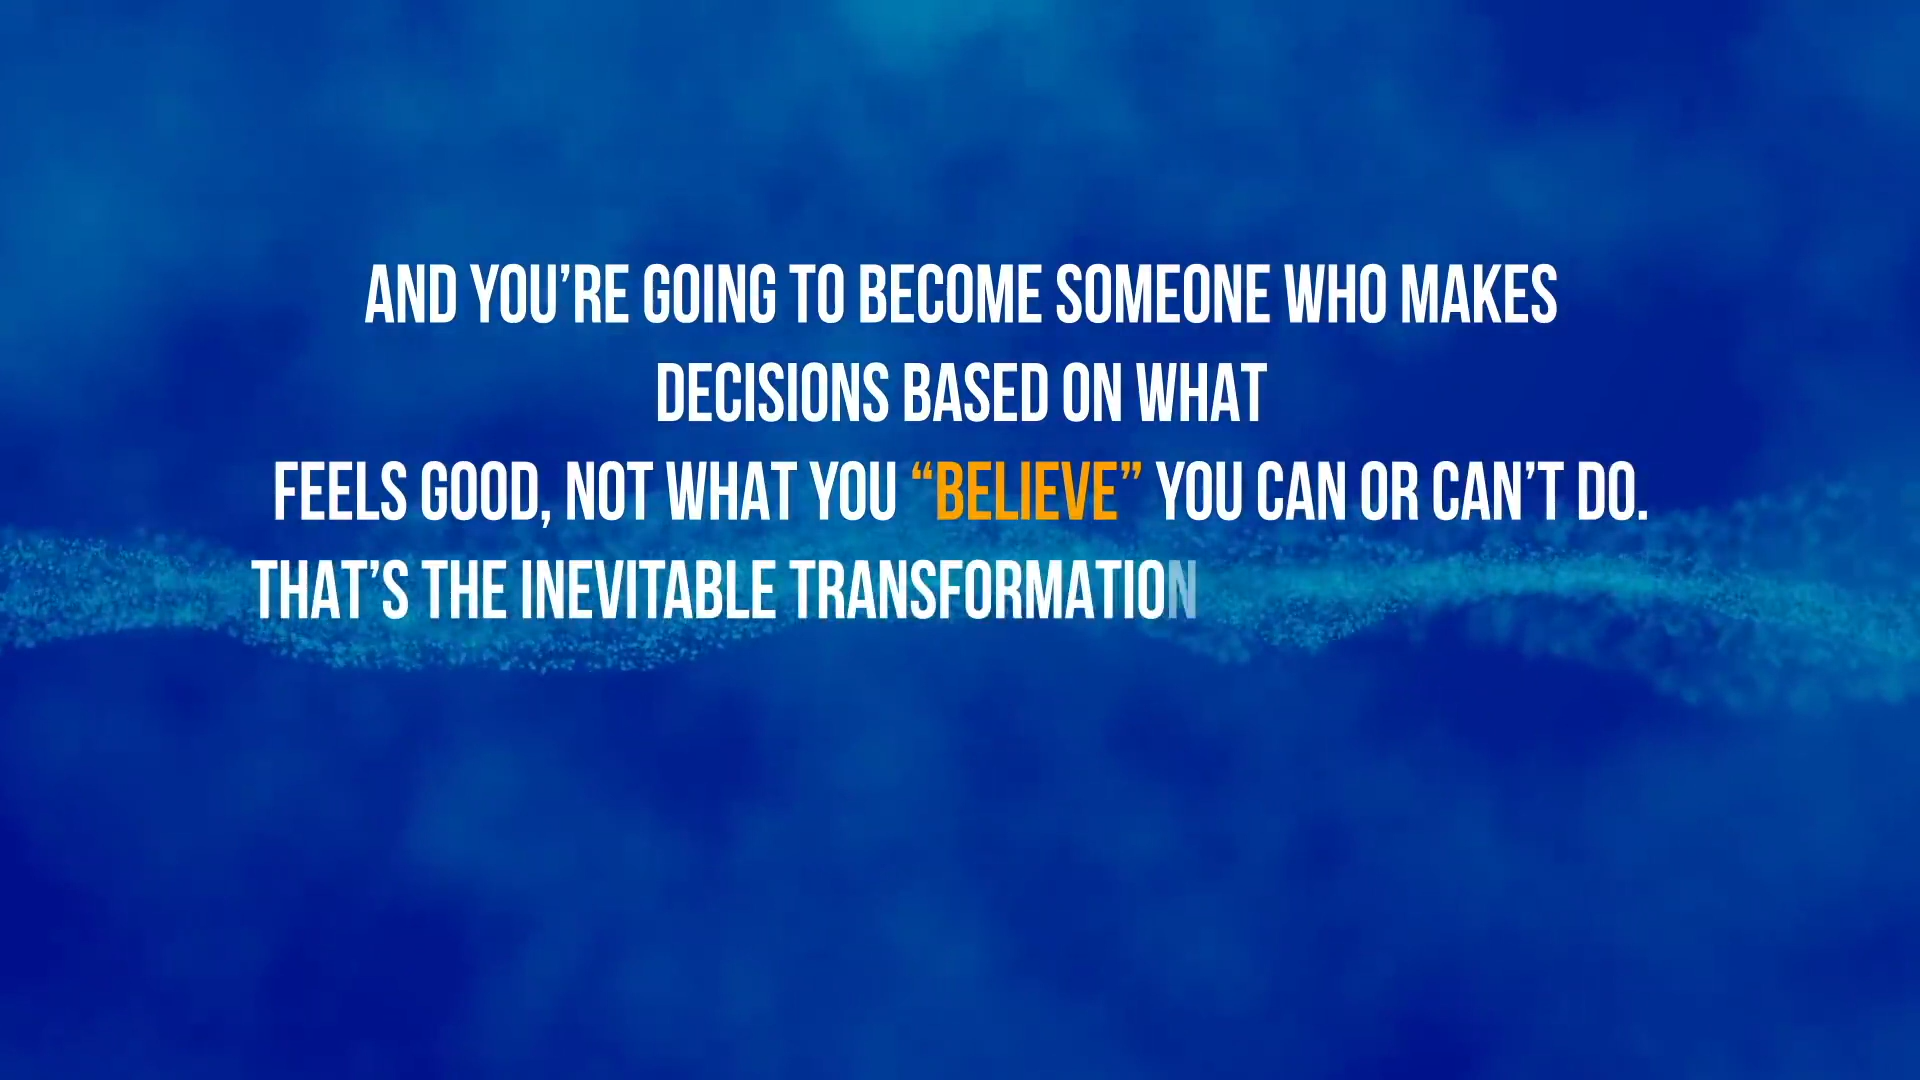 AND YOU’RE GOING TO BECOME SOMEONE WHO MAKES
DECISIONS BASED ON WHAT
FEELS GOOD, NOT WHAT YOU “BELIEVE” YOU CAN OR CAN’T DO.
THAT’S THE INEVITABLE TRANSFORMATION